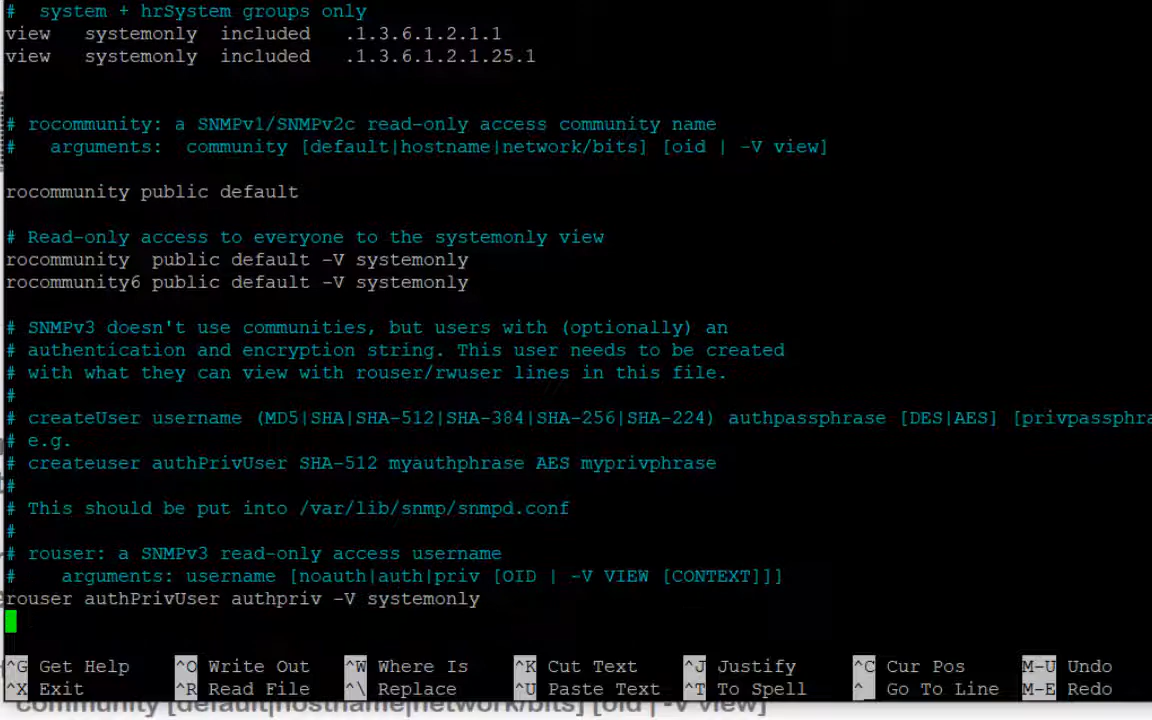 #  system + hrSystem groups only
view   systemonly  included   .1.3.6.1.2.1.1
view   systemonly  included   .1.3.6.1.2.1.25.1
# rocommunity: a SNMPv1/SNMPv2c read-only access community name
#   arguments:  community [default|hostname|network/bits] [oid | -V view]
rocommunity public default
# Read-only access to everyone to the systemonly view
rocommunity  public default -V systemonly
rocommunity6 public default -V systemonly
# SNMPv3 doesn't use communities, but users with (optionally) an
# authentication and encryption string. This user needs to be created
# with what they can view with rouser/rwuser lines in this file.
#
# createUser username (MD5|SHA|SHA-512|SHA-384|SHA-256|SHA-224) authpassphrase [DES|AES] [privpassphra
# e.g.
# createuser authPrivUser SHA-512 myauthphrase AES myprivphrase
#
# This should be put into /var/lib/snmp/snmpd.conf
#
# rouser: a SNMPv3 read-only access username
#    arguments: username [noauth|auth|priv [OID | -V VIEW [CONTEXT]]]
rouser authPrivUser authpriv -V systemonly
^G Get Help ^O Write Out ^W Where Is ^K Cut Text ^J Justify ^C Cur Pos M-U Undo
^X Exit ^R Read File ^\ Replace ^U Paste Text ^T To Spell ^_ Go To Line M-E Redo
community [default|hostname|network/bits] [oid | -V view]